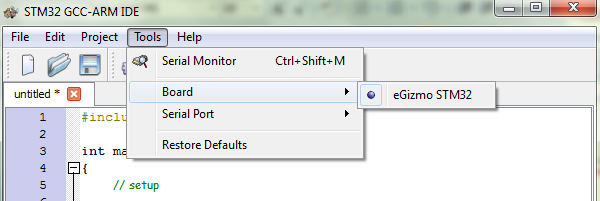 STM32 GCC-ARM IDE
File Edit Project Tools Help
Serial Monitor Ctrl+Shift+M
Board
eGizmo STM32
Serial Port
Restore Defaults
untitled *
1 #inclu
2
3 int ma
4 {
5 // setup